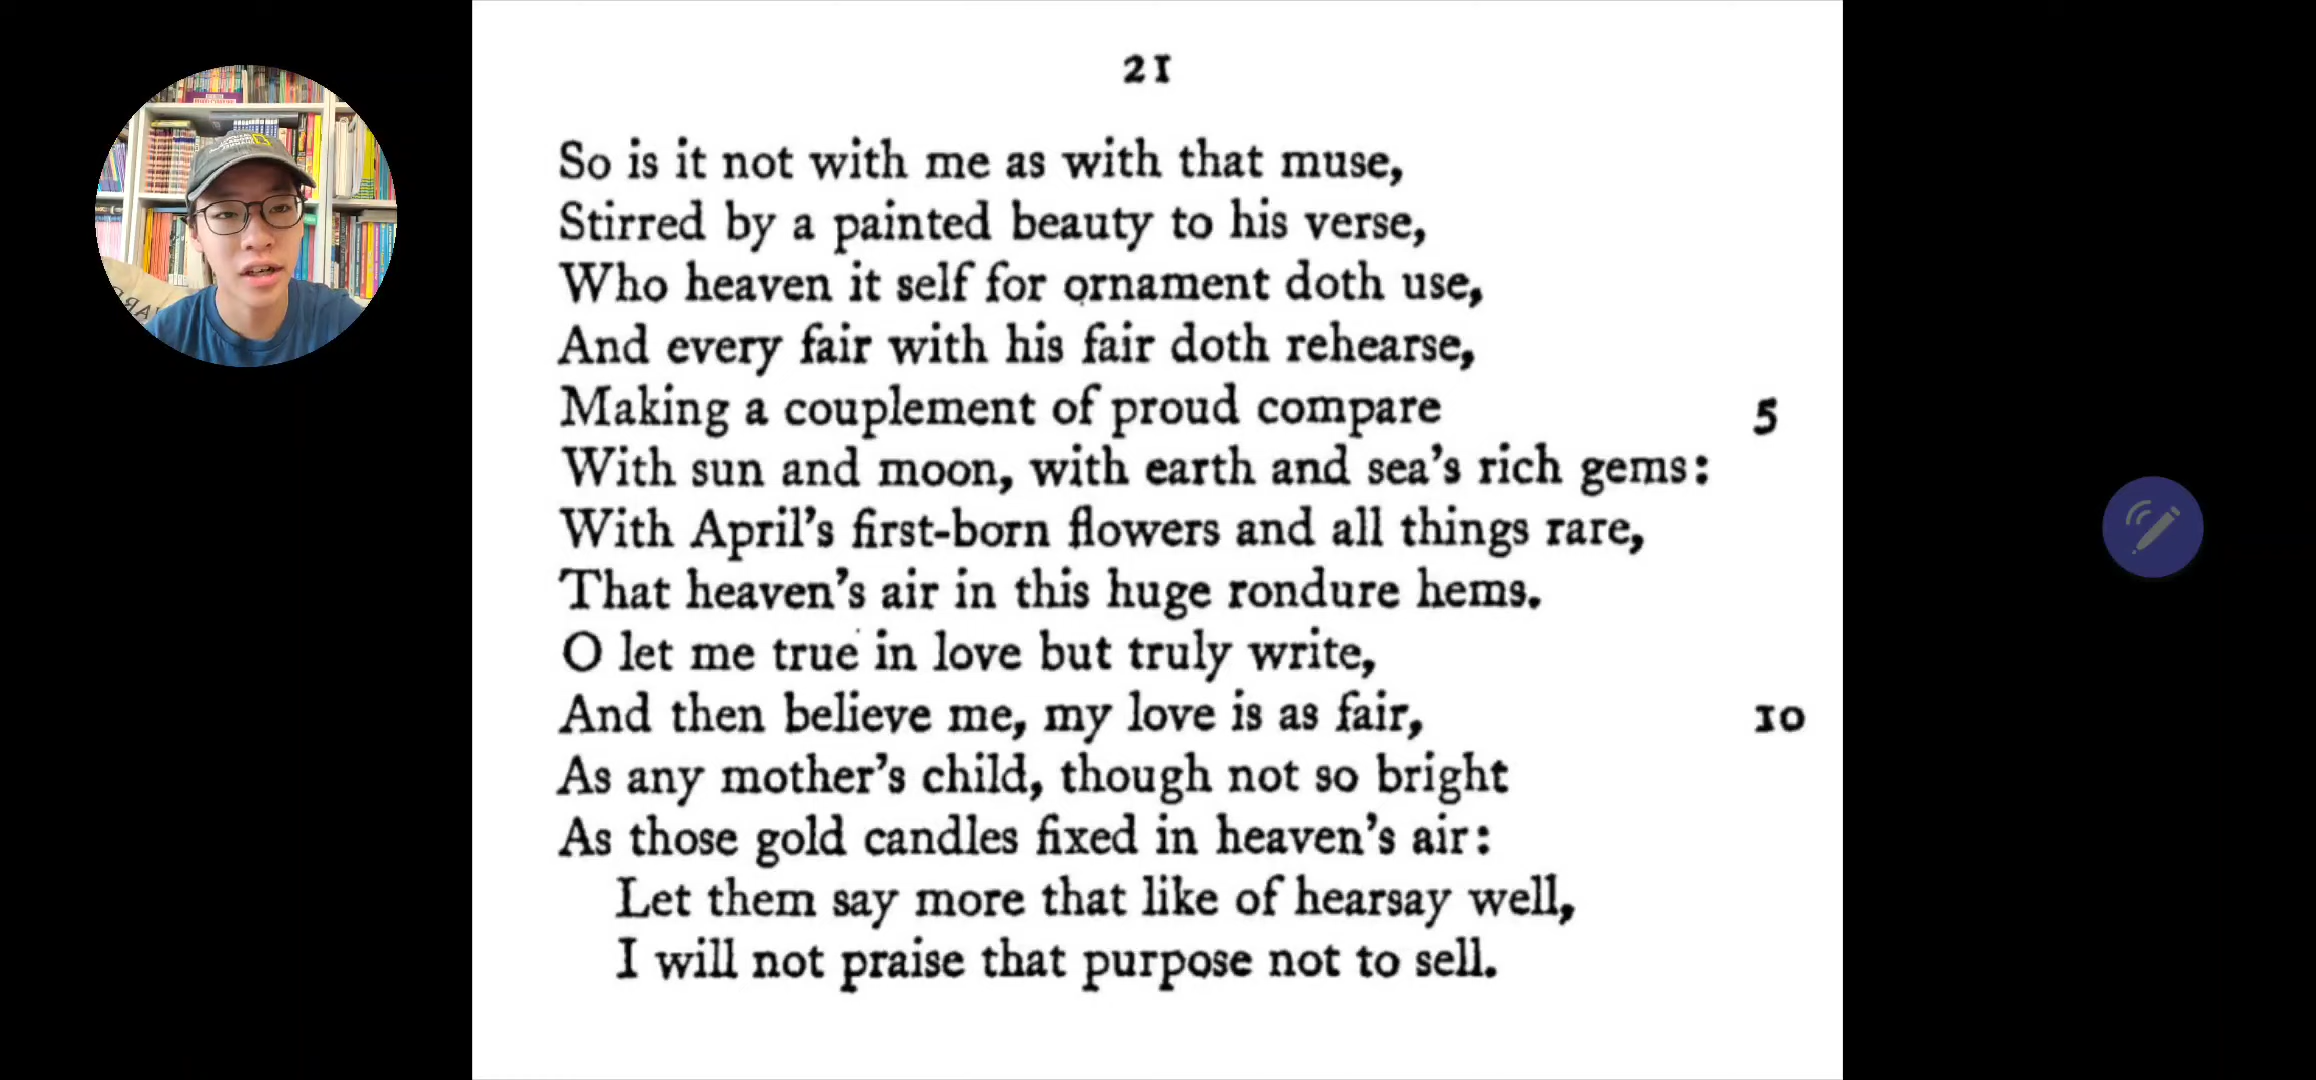 21
So is it not with me as with that muse,
Stirred by a painted beauty to his verse,
Who heaven it self for ornament doth use,
And every fair with his fair doth rehearse,
Making a couplement of proud compare
5
With sun and moon, with earth and sea's rich gems:
With April's first-born flowers and all things rare,
That heaven's air in this huge rondure hems.
O let me true in love but truly write,
And then believe me, my love is as fair,
10
As any mother's child, though not so bright
As those gold candles fixed in heaven's air:
Let them say more that like of hearsay well,
I will not praise that purpose not to sell.